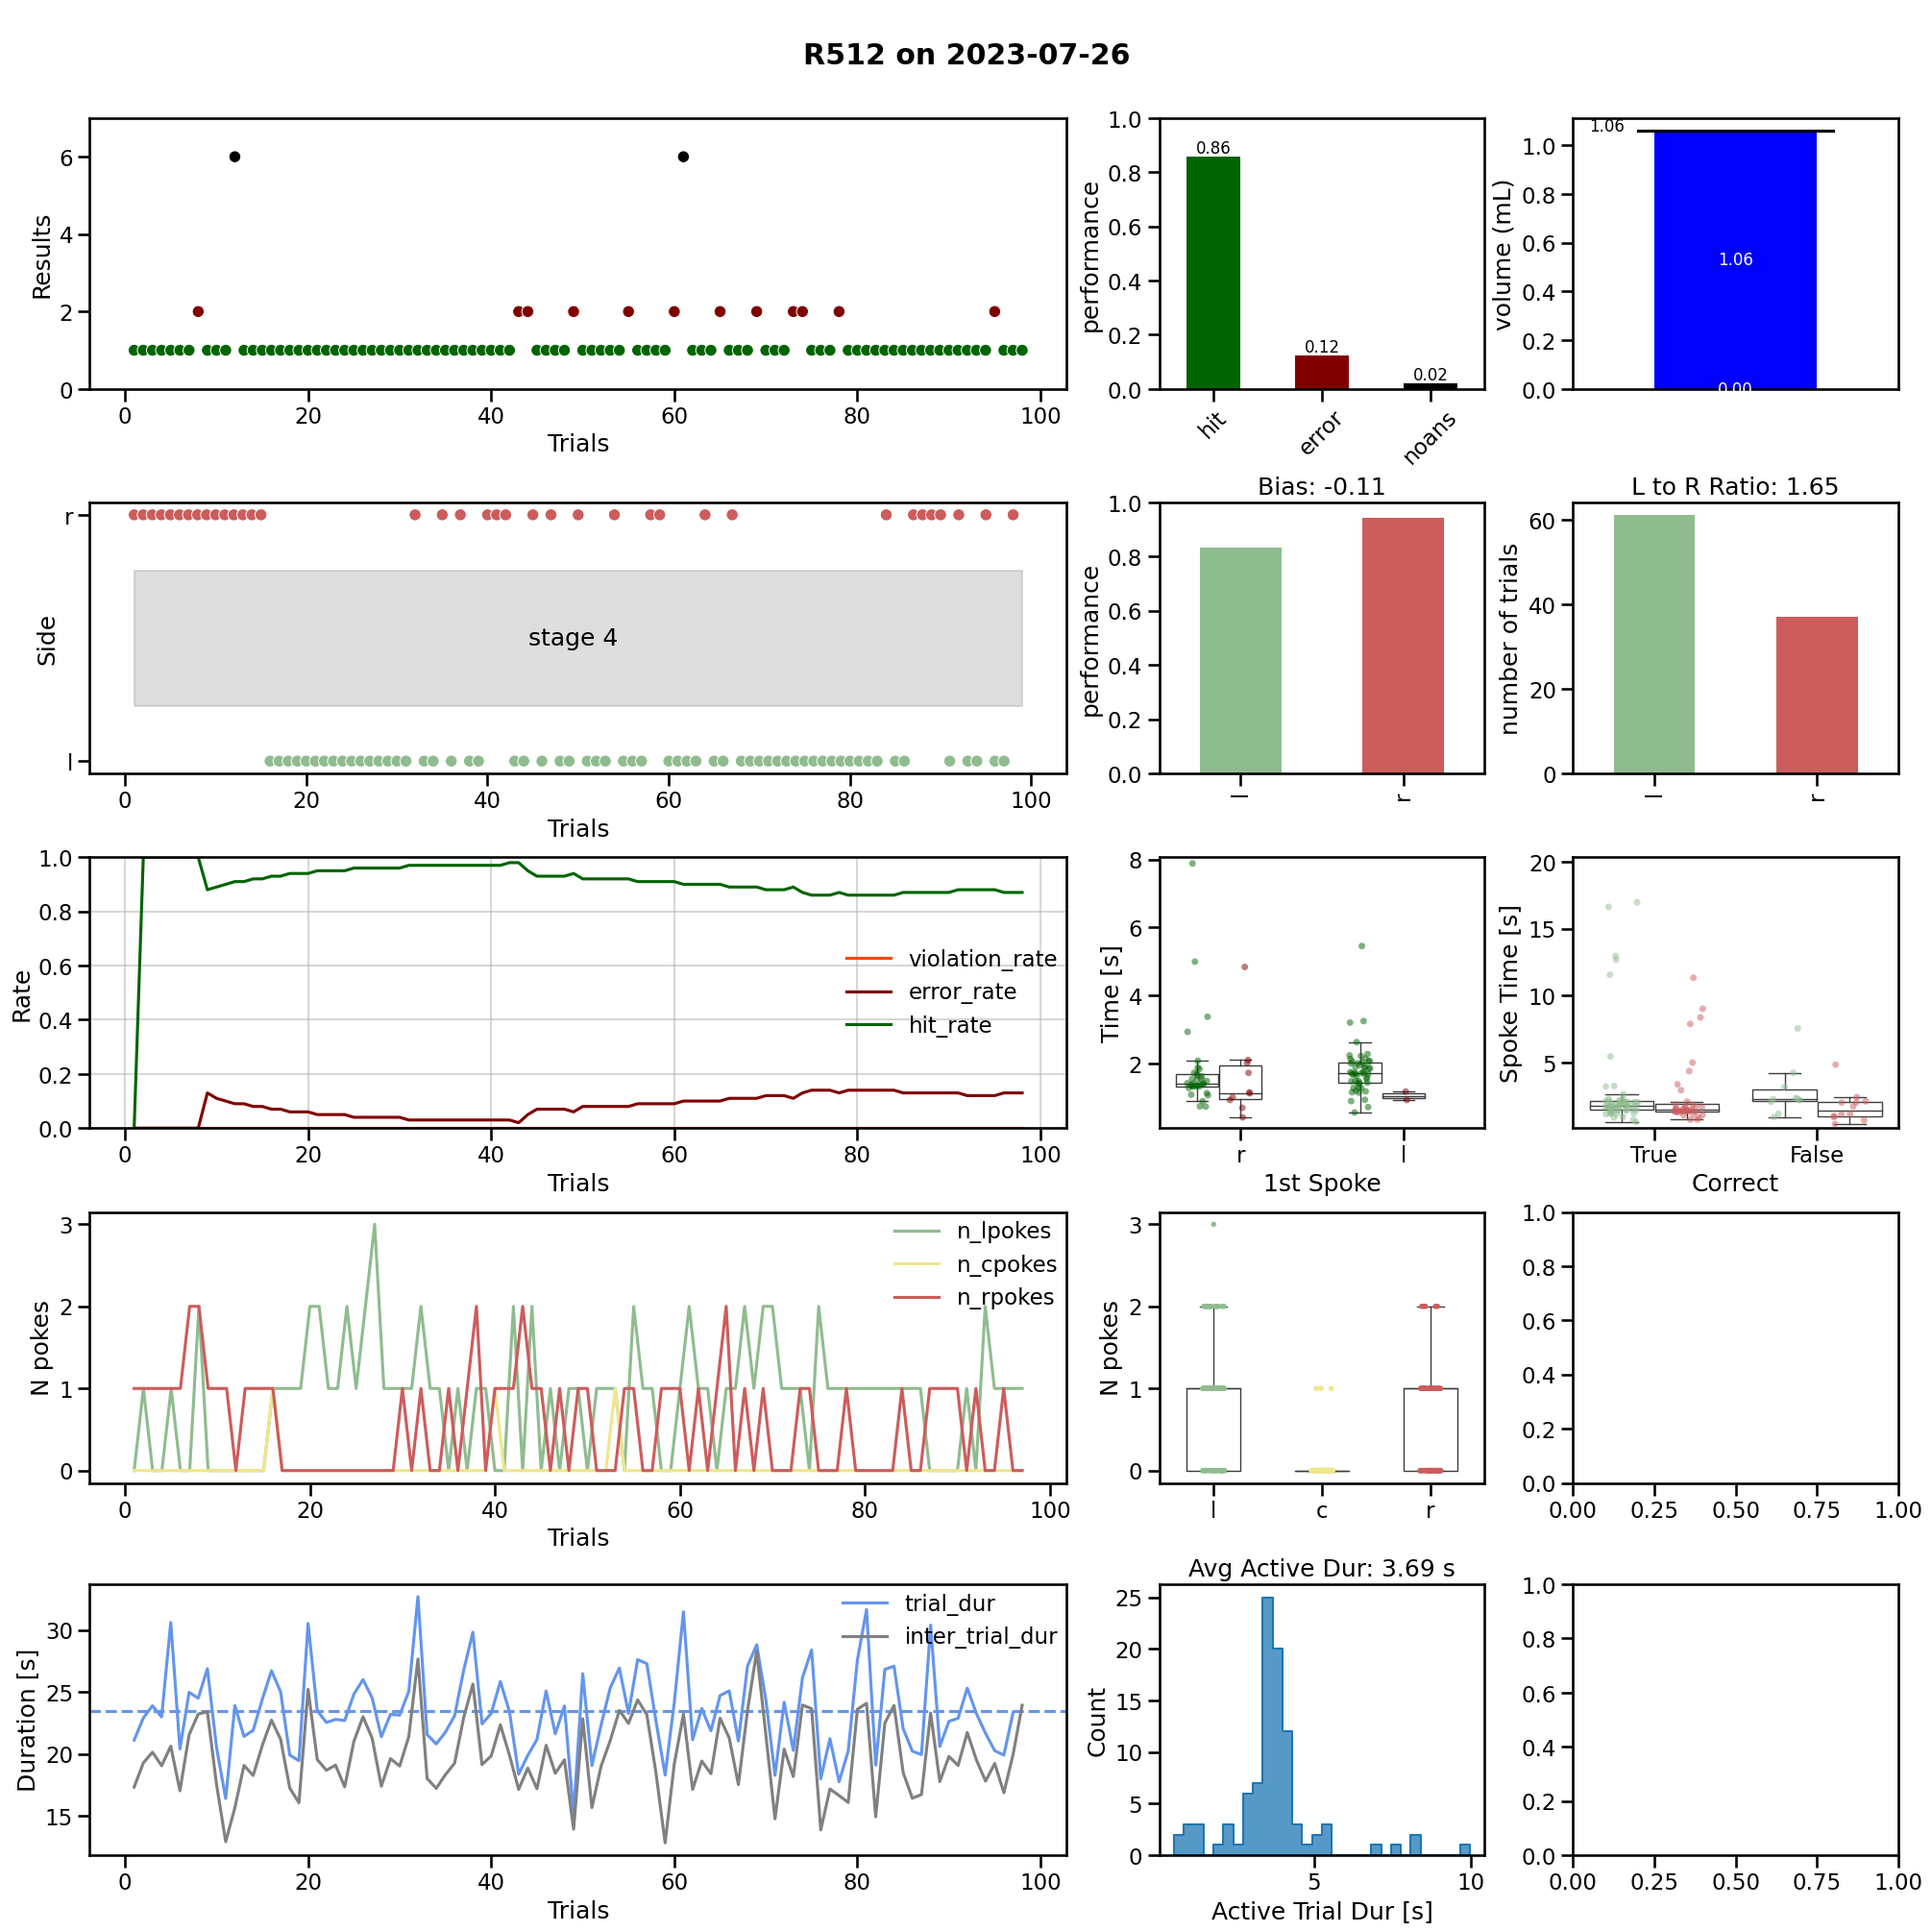 R512 on 2023-07-26
Results
6
4
2
0
0
20
40
60
80
100
Trials
performance
1.0
0.8
0.6
0.4
0.2
0.0
0.86
0.12
0.02
hit
error
noans
volume (mL)
1.0
0.8
0.6
0.4
0.2
0.0
1.06
1.06
0.00
Side
r
l
stage 4
0
20
40
60
80
100
Trials
Bias: -0.11
performance
1.0
0.8
0.6
0.4
0.2
0.0
l
r
L to R Ratio: 1.65
number of trials
60
40
20
0
l
r
Rate
1.0
0.8
0.6
0.4
0.2
0.0
violation_rate
error_rate
hit_rate
0
20
40
60
80
100
Trials
Time [s]
8
6
4
2
r
l
1st Spoke
Spoke Time [s]
20
15
10
5
True
False
Correct
N pokes
3
2
1
0
n_lpokes
n_cpokes
n_rpokes
0
20
40
60
80
100
Trials
N pokes
3
2
1
0
l
c
r
1.0
0.8
0.6
0.4
0.2
0.0
0.00
0.25
0.50
0.75
1.00
Duration [s]
30
25
20
15
trial_dur
inter_trial_dur
0
20
40
60
80
100
Trials
Avg Active Dur: 3.69 s
Count
25
20
15
10
5
0
5
10
Active Trial Dur [s]
1.0
0.8
0.6
0.4
0.2
0.0
0.00
0.25
0.50
0.75
1.00